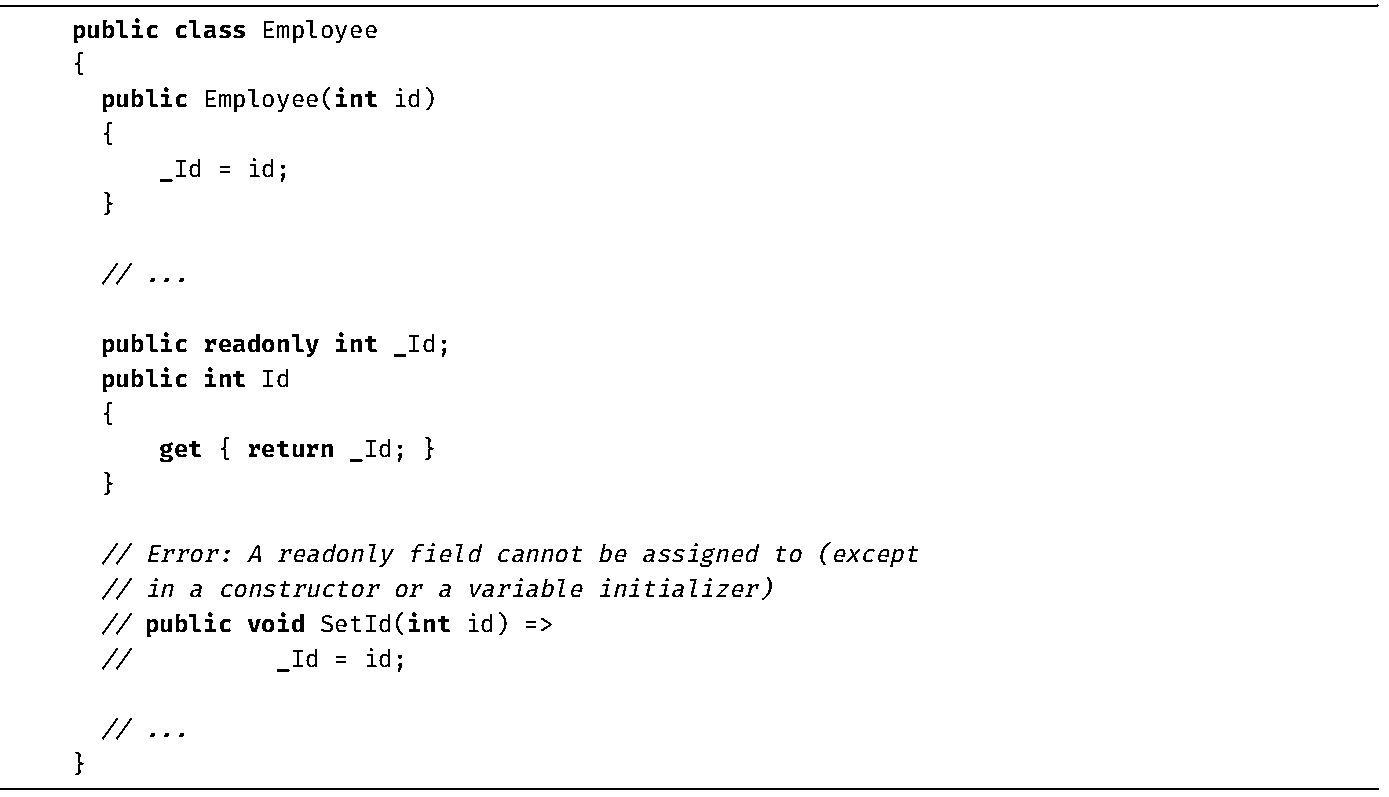 public class Employee
{
  public Employee(int id)
  {
      _Id = id;
  }

  // ...

  public readonly int _Id;
  public int Id
  {
      get { return _Id; }
  }

  // Error: A readonly field cannot be assigned to (except
  // in a constructor or a variable initializer)
  // public void SetId(int id) =>
  //          _Id = id;

  // ...
}